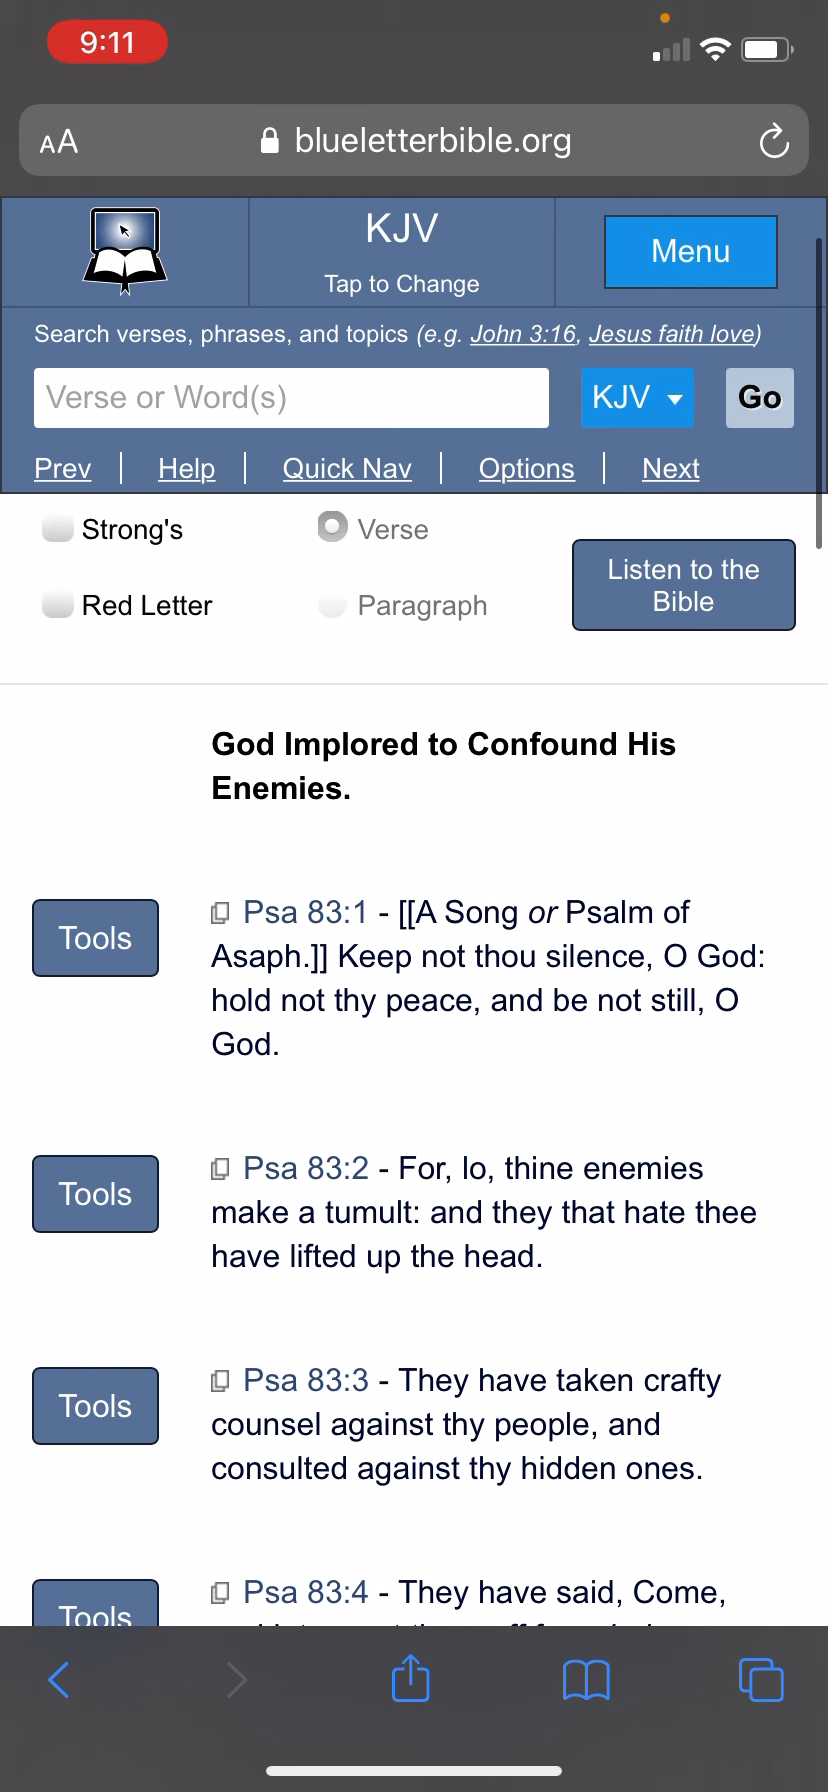 9:11
AA blueletterbible.org
KJV
Tap to Change
Menu
Search verses, phrases, and topics (e.g. John 3:16, Jesus faith love)
Verse or Word(s) KJV Go
Prev | Help | Quick Nav | Options | Next
Strong's Verse
Listen to the
Bible
Red Letter Paragraph
God Implored to Confound His
Enemies.
Tools
Psa 83:1 - [[A Song or Psalm of
Asaph.]] Keep not thou silence, O God:
hold not thy peace, and be not still, O
God.
Tools
Psa 83:2 - For, lo, thine enemies
make a tumult: and they that hate thee
have lifted up the head.
Tools
Psa 83:3 - They have taken crafty
counsel against thy people, and
consulted against thy hidden ones.
Tools
Psa 83:4 - They have said, Come,